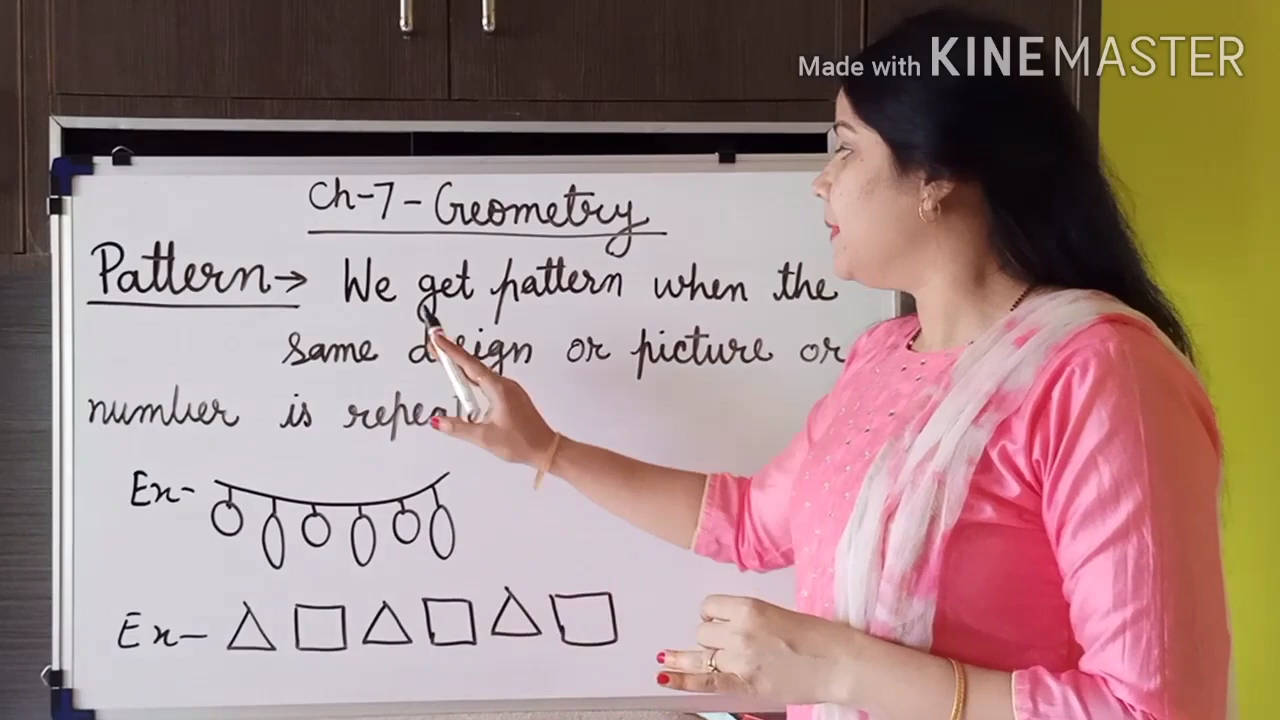 Made with KINEMASTER
Ch-7-Geometry
Pattern→ We get pattern when the
same design or picture or
number is
Ex-
Ex-